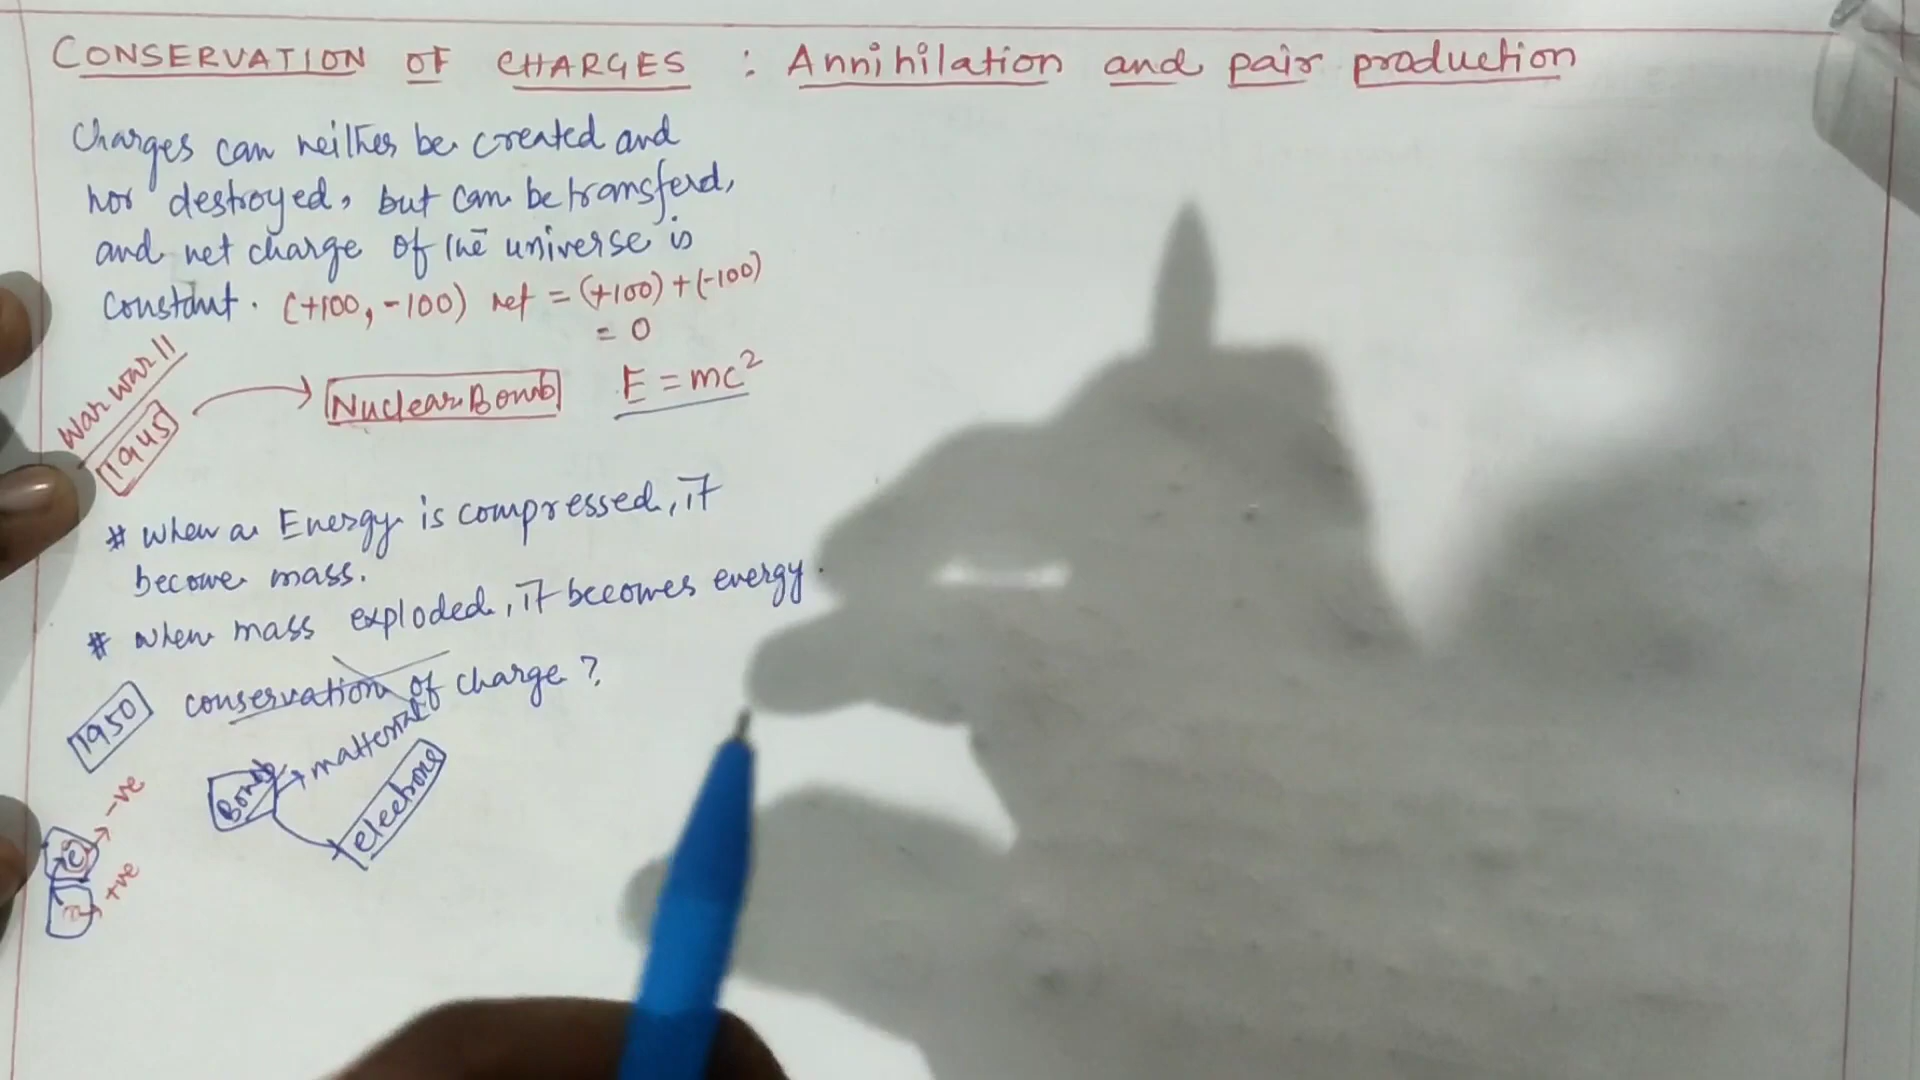 CONSERVATION OF CHARGES : Annihilation and pair production
Charges can neither be created and
nor destroyed, but can be transferd,
and net charge of the universe is
constant. (+100, -100) net = (+100) + (-100)
= 0
War war II
1945
Nuclear Bomb E = mc²
# when a Energy is compressed, it
become mass.
# when mass exploded, it becomes energy.
1950 conservation of charge ?
Bomb matterial
electrone
e -ve
+ve